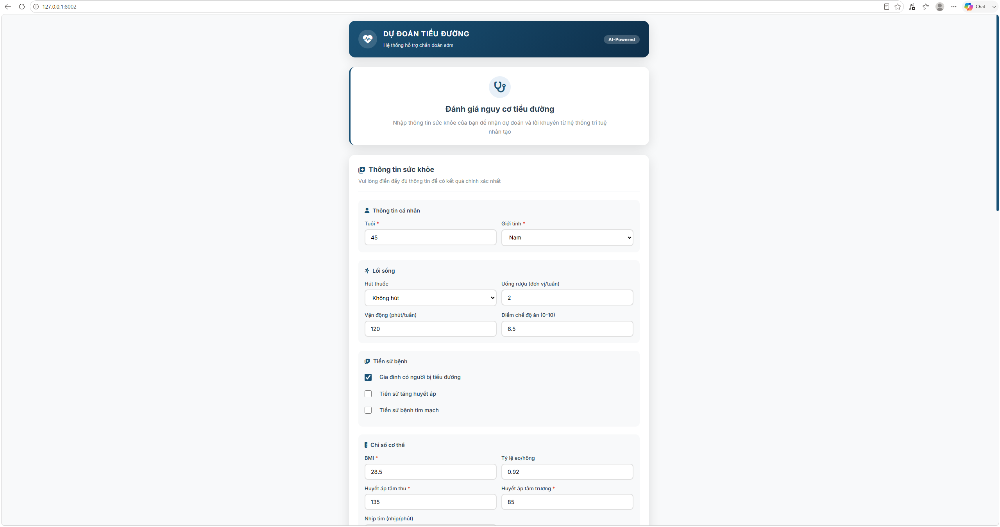 127.0.0.1:8002
Chat
DỰ ĐOÁN TIỂU ĐƯỜNG
Hệ thống hỗ trợ chẩn đoán sớm
AI-Powered
Đánh giá nguy cơ tiểu đường
Nhập thông tin sức khỏe của bạn để nhận dự đoán và lời khuyên từ hệ thống trí tuệ
nhân tạo
Thông tin sức khỏe
Vui lòng điền đầy đủ thông tin để có kết quả chính xác nhất
Thông tin cá nhân
Tuổi * Giới tính *
45 Nam
Lối sống
Hút thuốc Uống rượu (đơn vị/tuần)
Không hút 2
Vận động (phút/tuần) Điểm chế độ ăn (0-10)
120 6.5
Tiền sử bệnh
Gia đình có người bị tiểu đường
Tiền sử tăng huyết áp
Tiền sử bệnh tim mạch
Chỉ số cơ thể
BMI * Tỷ lệ eo/hông
28.5 0.92
Huyết áp tâm thu * Huyết áp tâm trương *
135 85
Nhịp tim (nhịp/phút)